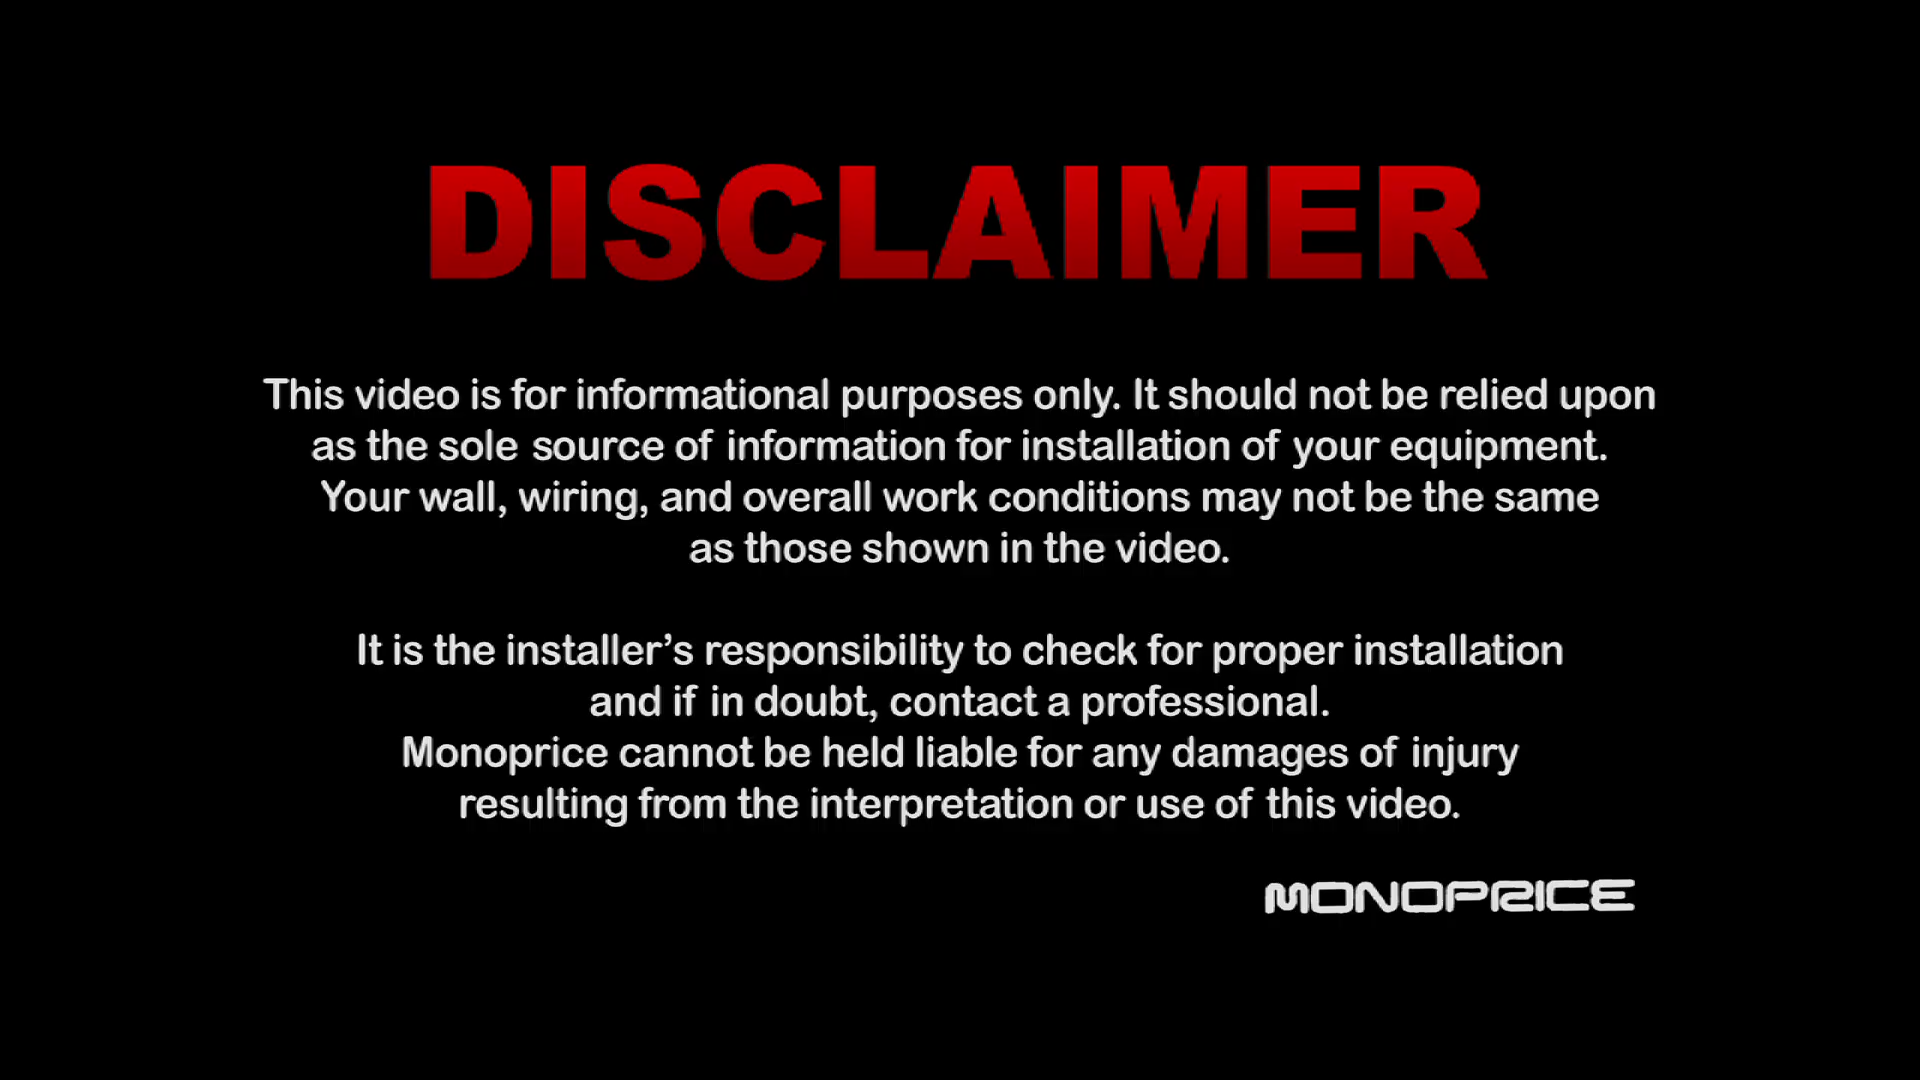 DISCLAIMER
This video is for informational purposes only. It should not be relied upon
as the sole source of information for installation of your equipment.
Your wall, wiring, and overall work conditions may not be the same
as those shown in the video.
It is the installer’s responsibility to check for proper installation
and if in doubt, contact a professional.
Monoprice cannot be held liable for any damages of injury
resulting from the interpretation or use of this video.
MONOPRICE